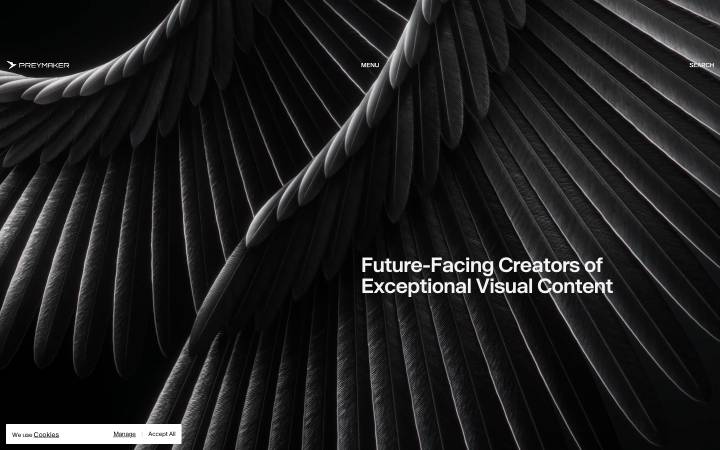 PREYMAKER
MENU
SEARCH
Future-Facing Creators of
Exceptional Visual Content
We use Cookies
Manage
Accept All